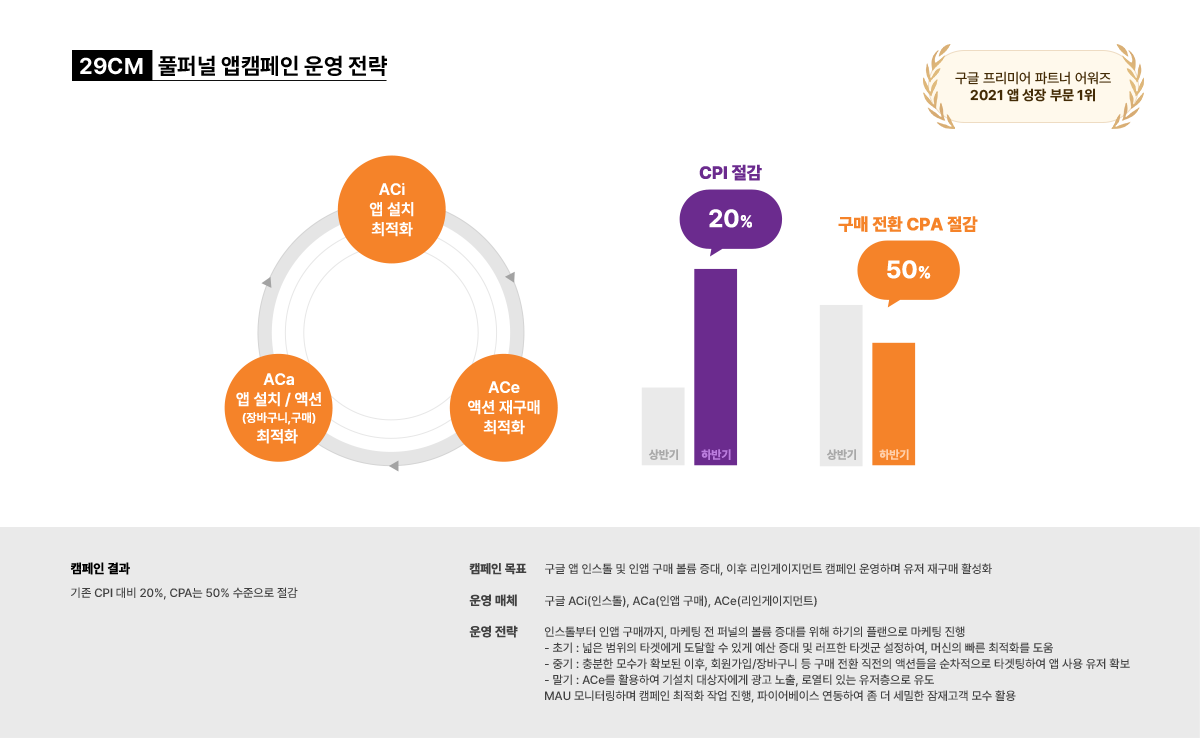 29CM 풀퍼널 앱캠페인 운영 전략
구글 프리미어 파트너 어워즈
2021 앱 성장 부문 1위
ACi
앱 설치
최적화
ACa
앱 설치 / 액션
(장바구니,구매)
최적화
ACe
액션 재구매
최적화
CPI 절감
20%
상반기
하반기
구매 전환 CPA 절감
50%
상반기
하반기
캠페인 결과
기존 CPI 대비 20%, CPA는 50% 수준으로 절감
캠페인 목표 구글 앱 인스톨 및 인앱 구매 볼륨 증대, 이후 리인게이지먼트 캠페인 운영하며 유저 재구매 활성화
운영 매체 구글 ACi(인스톨), ACa(인앱 구매), ACe(리인게이지먼트)
운영 전략 인스톨부터 인앱 구매까지, 마케팅 전 퍼널의 볼륨 증대를 위해 하기의 플랜으로 마케팅 진행
- 초기 : 넓은 범위의 타겟에게 도달할 수 있게 예산 증대 및 러프한 타겟군 설정하여, 머신의 빠른 최적화를 도움
- 중기 : 충분한 모수가 확보된 이후, 회원가입/장바구니 등 구매 전환 직전의 액션들을 순차적으로 타겟팅하여 앱 사용 유저 확보
- 말기 : ACe를 활용하여 기설치 대상자에게 광고 노출, 로열티 있는 유저층으로 유도
MAU 모니터링하며 캠페인 최적화 작업 진행, 파이어베이스 연동하여 좀 더 세밀한 잠재고객 모수 활용